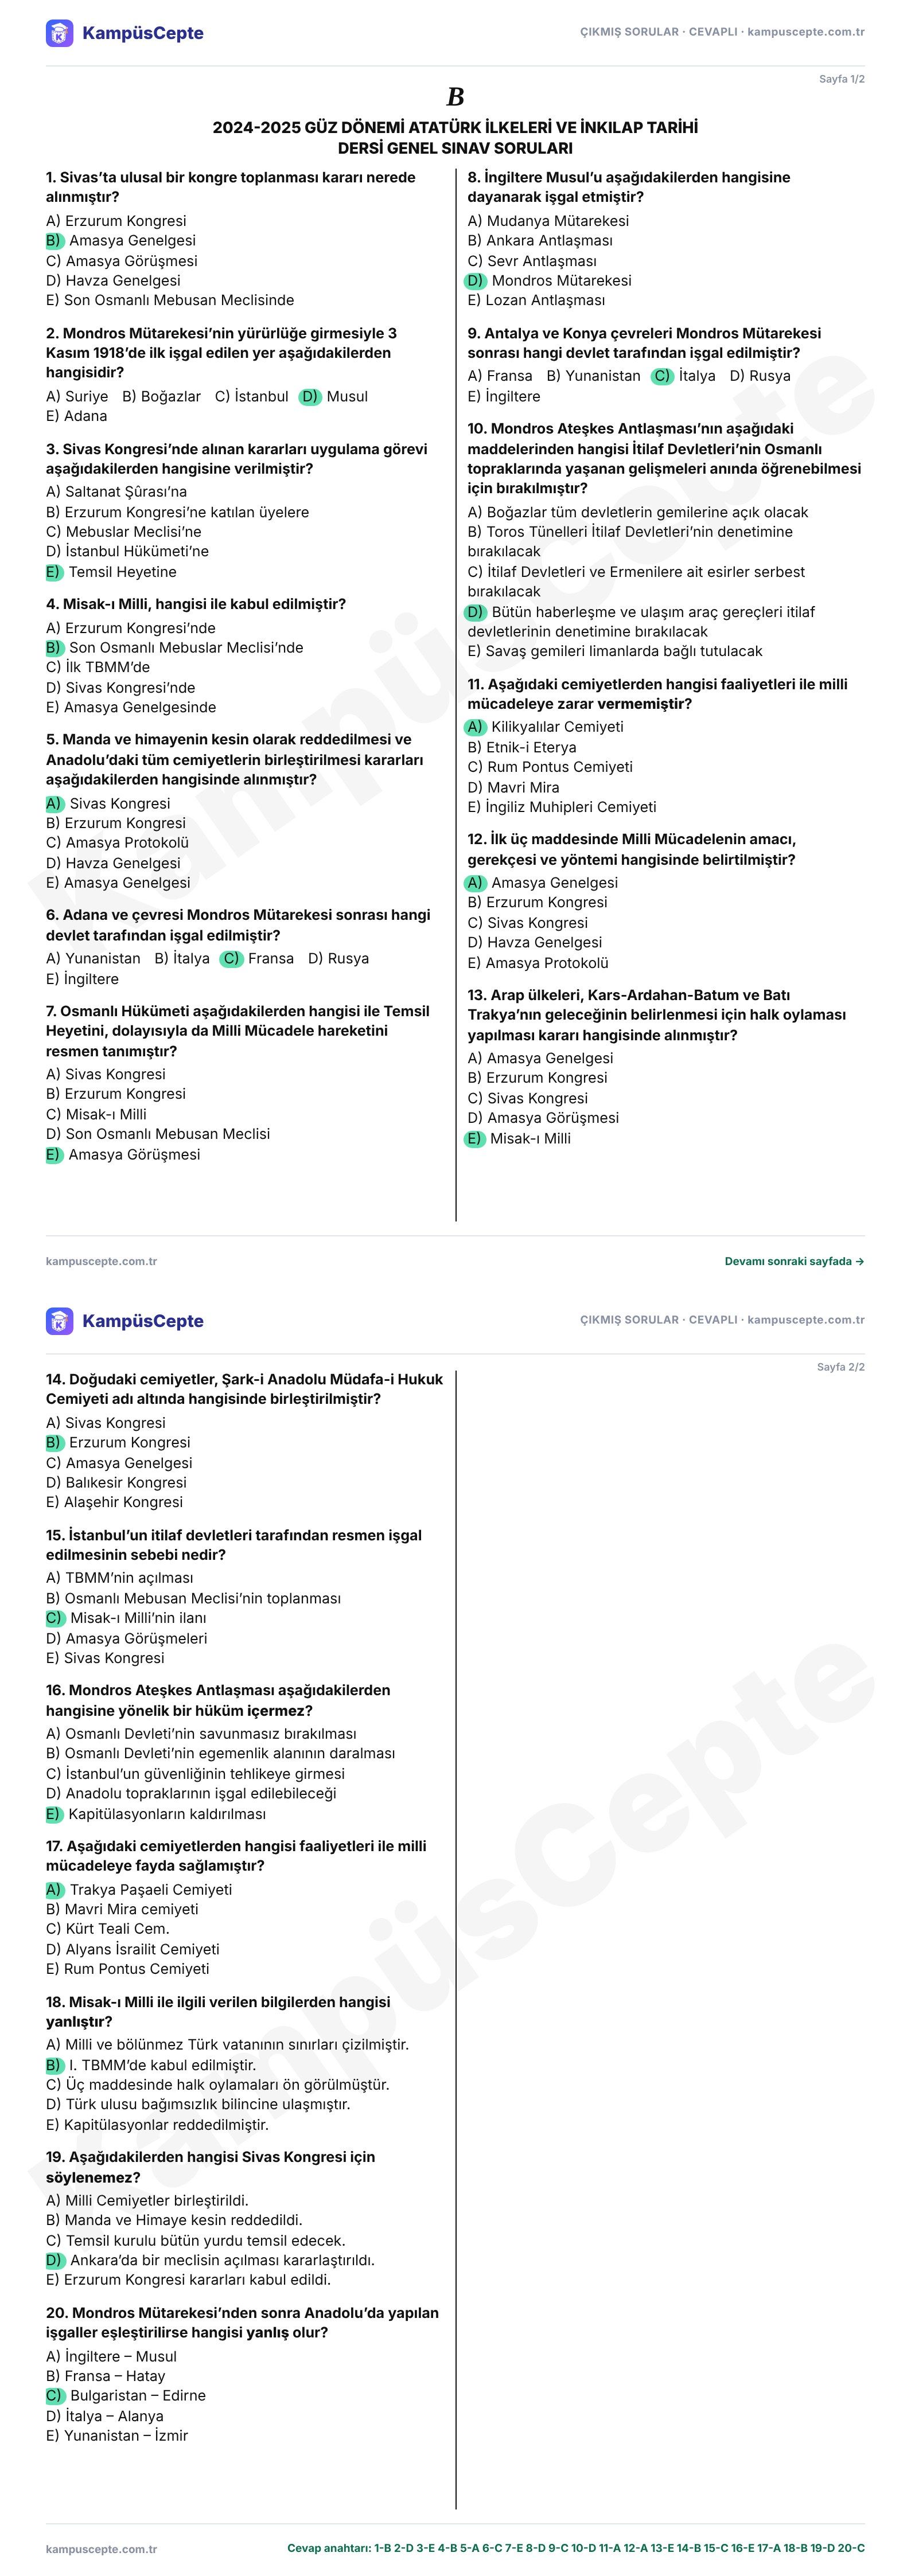 KampüsCepte
ÇIKMIŞ SORULAR · CEVAPLI · kampuscepte.com.tr
Sayfa 1/2
B
2024-2025 GÜZ DÖNEMİ ATATÜRK İLKELERİ VE İNKILAP TARİHİ
DERSİ GENEL SINAV SORULARI
1. Sivas’ta ulusal bir kongre toplanması kararı nerede
alınmıştır?
A) Erzurum Kongresi
B) Amasya Genelgesi
C) Amasya Görüşmesi
D) Havza Genelgesi
E) Son Osmanlı Mebusan Meclisinde
2. Mondros Mütarekesi’nin yürürlüğe girmesiyle 3
Kasım 1918’de ilk işgal edilen yer aşağıdakilerden
hangisidir?
A) Suriye B) Boğazlar C) İstanbul D) Musul
E) Adana
3. Sivas Kongresi’nde alınan kararları uygulama görevi
aşağıdakilerden hangisine verilmiştir?
A) Saltanat Şûrası’na
B) Erzurum Kongresi’ne katılan üyelere
C) Mebuslar Meclisi’ne
D) İstanbul Hükümeti’ne
E) Temsil Heyetine
4. Misak-ı Milli, hangisi ile kabul edilmiştir?
A) Erzurum Kongresi’nde
B) Son Osmanlı Mebuslar Meclisi’nde
C) İlk TBMM’de
D) Sivas Kongresi’nde
E) Amasya Genelgesinde
5. Manda ve himayenin kesin olarak reddedilmesi ve
Anadolu’daki tüm cemiyetlerin birleştirilmesi kararları
aşağıdakilerden hangisinde alınmıştır?
A) Sivas Kongresi
B) Erzurum Kongresi
C) Amasya Protokolü
D) Havza Genelgesi
E) Amasya Genelgesi
6. Adana ve çevresi Mondros Mütarekesi sonrası hangi
devlet tarafından işgal edilmiştir?
A) Yunanistan B) İtalya C) Fransa D) Rusya
E) İngiltere
7. Osmanlı Hükümeti aşağıdakilerden hangisi ile Temsil
Heyetini, dolayısıyla da Milli Mücadele hareketini
resmen tanımıştır?
A) Sivas Kongresi
B) Erzurum Kongresi
C) Misak-ı Milli
D) Son Osmanlı Mebusan Meclisi
E) Amasya Görüşmesi
8. İngiltere Musul’u aşağıdakilerden hangisine
dayanarak işgal etmiştir?
A) Mudanya Mütarekesi
B) Ankara Antlaşması
C) Sevr Antlaşması
D) Mondros Mütarekesi
E) Lozan Antlaşması
9. Antalya ve Konya çevreleri Mondros Mütarekesi
sonrası hangi devlet tarafından işgal edilmiştir?
A) Fransa B) Yunanistan C) İtalya D) Rusya
E) İngiltere
10. Mondros Ateşkes Antlaşması’nın aşağıdaki
maddelerinden hangisi İtilaf Devletleri’nin Osmanlı
topraklarında yaşanan gelişmeleri anında öğrenebilmesi
için bırakılmıştır?
A) Boğazlar tüm devletlerin gemilerine açık olacak
B) Toros Tünelleri İtilaf Devletleri’nin denetimine
bırakılacak
C) İtilaf Devletleri ve Ermenilere ait esirler serbest
bırakılacak
D) Bütün haberleşme ve ulaşım araç gereçleri itilaf
devletlerinin denetimine bırakılacak
E) Savaş gemileri limanlarda bağlı tutulacak
11. Aşağıdaki cemiyetlerden hangisi faaliyetleri ile milli
mücadeleye zarar vermemiştir?
A) Kilikyalılar Cemiyeti
B) Etnik-i Eterya
C) Rum Pontus Cemiyeti
D) Mavri Mira
E) İngiliz Muhipleri Cemiyeti
12. İlk üç maddesinde Milli Mücadelenin amacı,
gerekçesi ve yöntemi hangisinde belirtilmiştir?
A) Amasya Genelgesi
B) Erzurum Kongresi
C) Sivas Kongresi
D) Havza Genelgesi
E) Amasya Protokolü
13. Arap ülkeleri, Kars-Ardahan-Batum ve Batı
Trakya’nın geleceğinin belirlenmesi için halk oylaması
yapılması kararı hangisinde alınmıştır?
A) Amasya Genelgesi
B) Erzurum Kongresi
C) Sivas Kongresi
D) Amasya Görüşmesi
E) Misak-ı Milli
KampüsCepte
kampuscepte.com.tr
Devamı sonraki sayfada →
KampüsCepte
ÇIKMIŞ SORULAR · CEVAPLI · kampuscepte.com.tr
Sayfa 2/2
14. Doğudaki cemiyetler, Şark-i Anadolu Müdafa-i Hukuk
Cemiyeti adı altında hangisinde birleştirilmiştir?
A) Sivas Kongresi
B) Erzurum Kongresi
C) Amasya Genelgesi
D) Balıkesir Kongresi
E) Alaşehir Kongresi
15. İstanbul’un itilaf devletleri tarafından resmen işgal
edilmesinin sebebi nedir?
A) TBMM’nin açılması
B) Osmanlı Mebusan Meclisi’nin toplanması
C) Misak-ı Milli’nin ilanı
D) Amasya Görüşmeleri
E) Sivas Kongresi
16. Mondros Ateşkes Antlaşması aşağıdakilerden
hangisine yönelik bir hüküm içermez?
A) Osmanlı Devleti’nin savunmasız bırakılması
B) Osmanlı Devleti’nin egemenlik alanının daralması
C) İstanbul’un güvenliğinin tehlikeye girmesi
D) Anadolu topraklarının işgal edilebileceği
E) Kapitülasyonların kaldırılması
17. Aşağıdaki cemiyetlerden hangisi faaliyetleri ile milli
mücadeleye fayda sağlamıştır?
A) Trakya Paşaeli Cemiyeti
B) Mavri Mira cemiyeti
C) Kürt Teali Cem.
D) Alyans İsrailit Cemiyeti
E) Rum Pontus Cemiyeti
18. Misak-ı Milli ile ilgili verilen bilgilerden hangisi
yanlıştır?
A) Milli ve bölünmez Türk vatanının sınırları çizilmiştir.
B) I. TBMM’de kabul edilmiştir.
C) Üç maddesinde halk oylamaları ön görülmüştür.
D) Türk ulusu bağımsızlık bilincine ulaşmıştır.
E) Kapitülasyonlar reddedilmiştir.
19. Aşağıdakilerden hangisi Sivas Kongresi için
söylenemez?
A) Milli Cemiyetler birleştirildi.
B) Manda ve Himaye kesin reddedildi.
C) Temsil kurulu bütün yurdu temsil edecek.
D) Ankara’da bir meclisin açılması kararlaştırıldı.
E) Erzurum Kongresi kararları kabul edildi.
20. Mondros Mütarekesi’nden sonra Anadolu’da yapılan
işgaller eşleştirilirse hangisi yanlış olur?
A) İngiltere – Musul
B) Fransa – Hatay
C) Bulgaristan – Edirne
D) İtalya – Alanya
E) Yunanistan – İzmir
KampüsCepte
kampuscepte.com.tr
Cevap anahtarı: 1-B 2-D 3-E 4-B 5-A 6-C 7-E 8-D 9-C 10-D 11-A 12-A 13-E 14-B 15-C 16-E 17-A 18-B 19-D 20-C